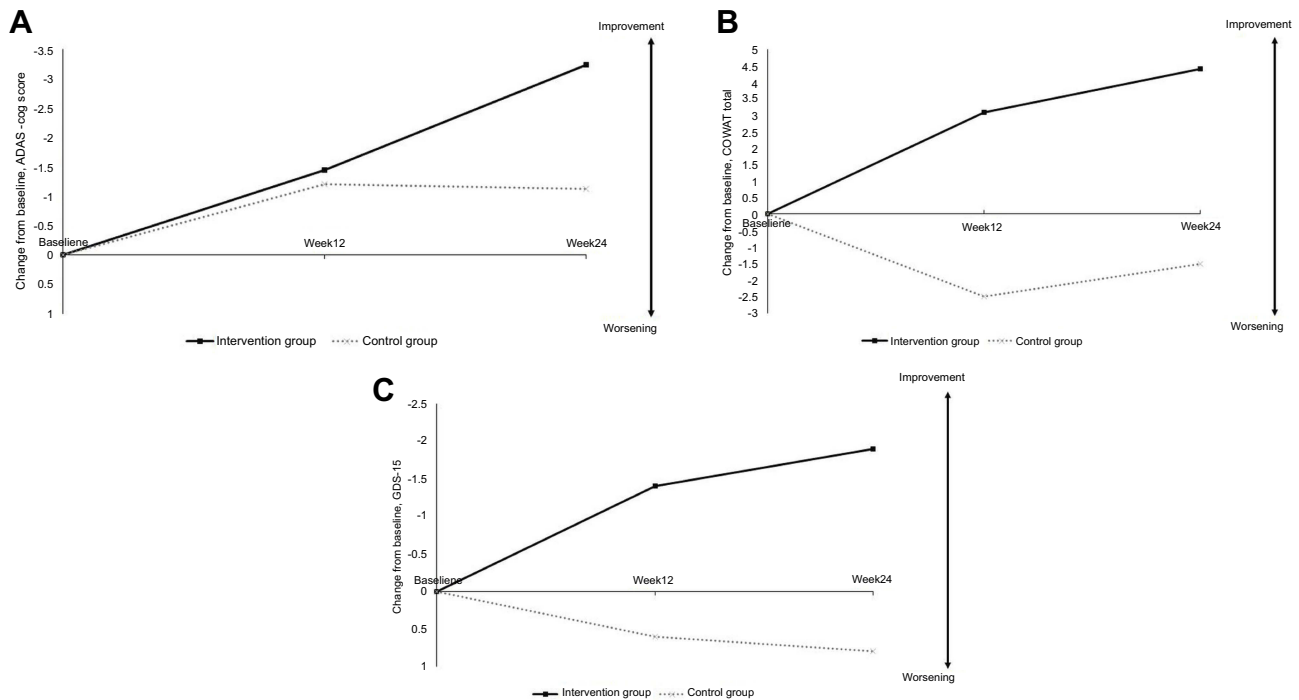 A
Improvement
Change from baseline, ADAS -cog score
-3.5
-3
-2.5
-2
-1.5
-1
-0.5
0
0.5
1
Baseliene
Week12
Week24
Worsening
Intervention group
Control group
B
Improvement
Change from baseline, COWAT total
5
4.5
4
3.5
3
2.5
2
1.5
1
0.5
0
-0.5
-1
-1.5
-2
-2.5
-3
Baseliene
Week12
Week24
Worsening
Intervention group
Control group
C
Improvement
Change from baseline, GDS-15
-2.5
-2
-1.5
-1
-0.5
0
0.5
1
Baseliene
Week12
Week24
Worsening
Intervention group
Control group